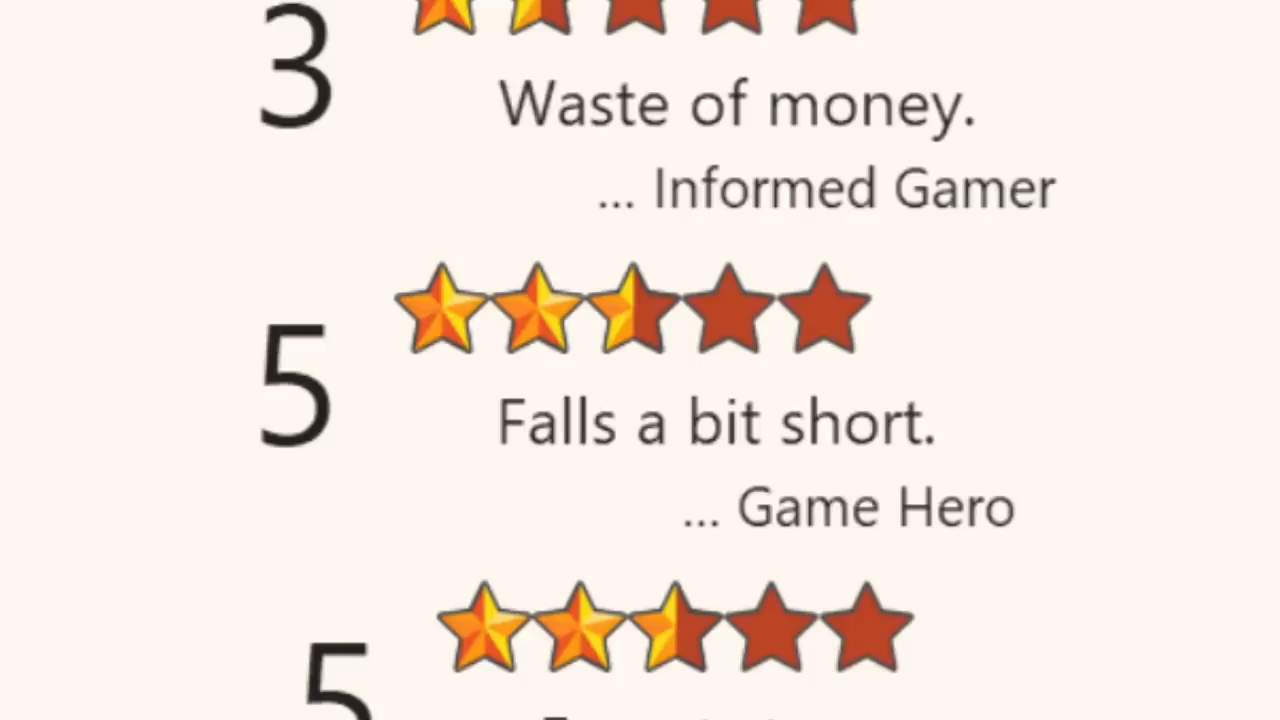 3
Waste of money.
... Informed Gamer
5
Falls a bit short.
... Game Hero
5